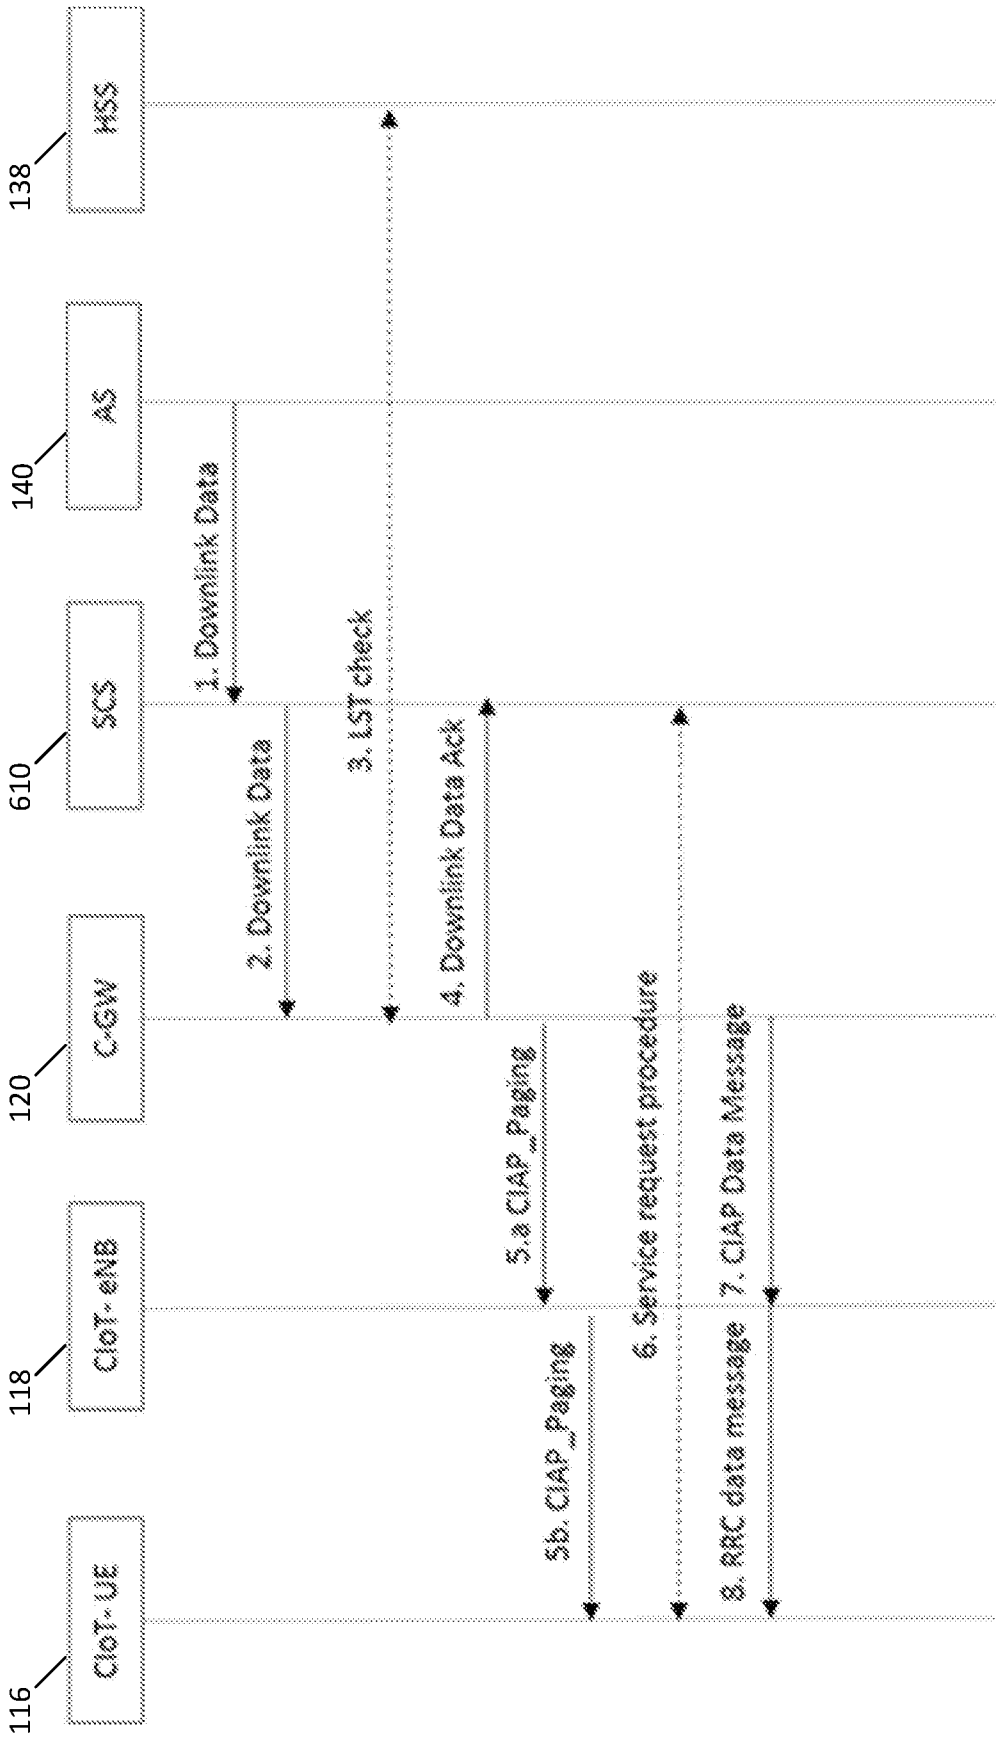 116
118
120
610
140
138
CIoT- UE
CIoT- eNB
C-GW
SCS
AS
HSS
1. Downlink Data
2. Downlink Data
3. LST check
4. Downlink Data Ack
5.a CIAP_Paging
5b. CIAP_Paging
6. Service request procedure
8. RRC data message
7. CIAP Data Message